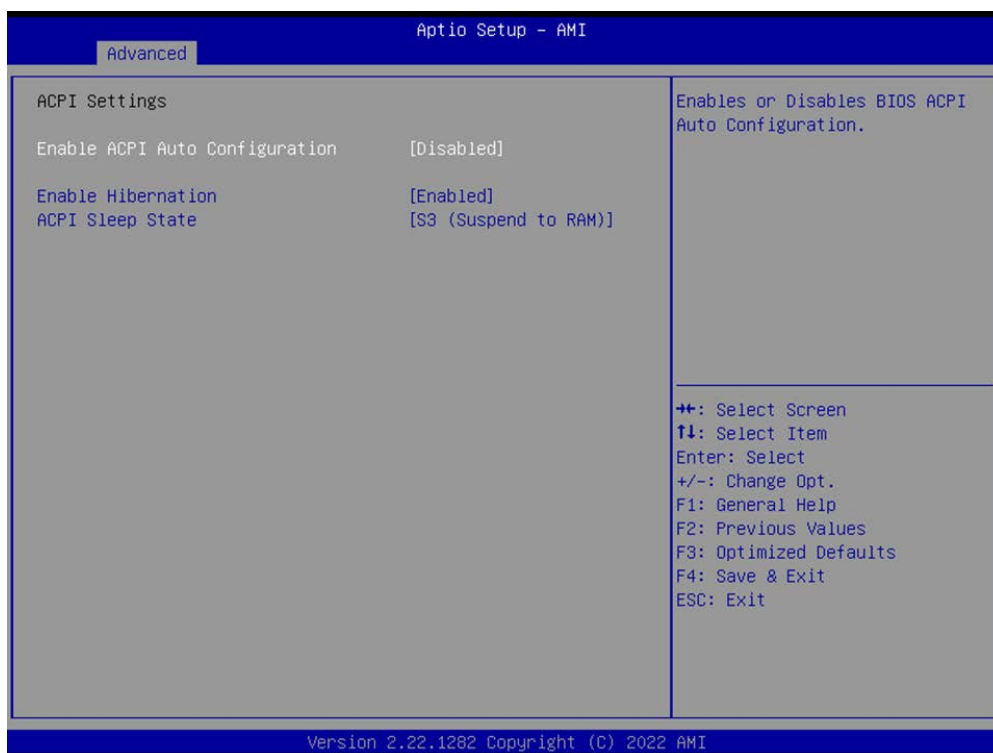 Aptio Setup – AMI
Advanced
ACPI Settings
Enable ACPI Auto Configuration [Disabled]
Enable Hibernation [Enabled]
ACPI Sleep State [S3 (Suspend to RAM)]
Enables or Disables BIOS ACPI
Auto Configuration.
→←: Select Screen
↑↓: Select Item
Enter: Select
+/-: Change Opt.
F1: General Help
F2: Previous Values
F3: Optimized Defaults
F4: Save & Exit
ESC: Exit
Version 2.22.1282 Copyright (C) 2022 AMI